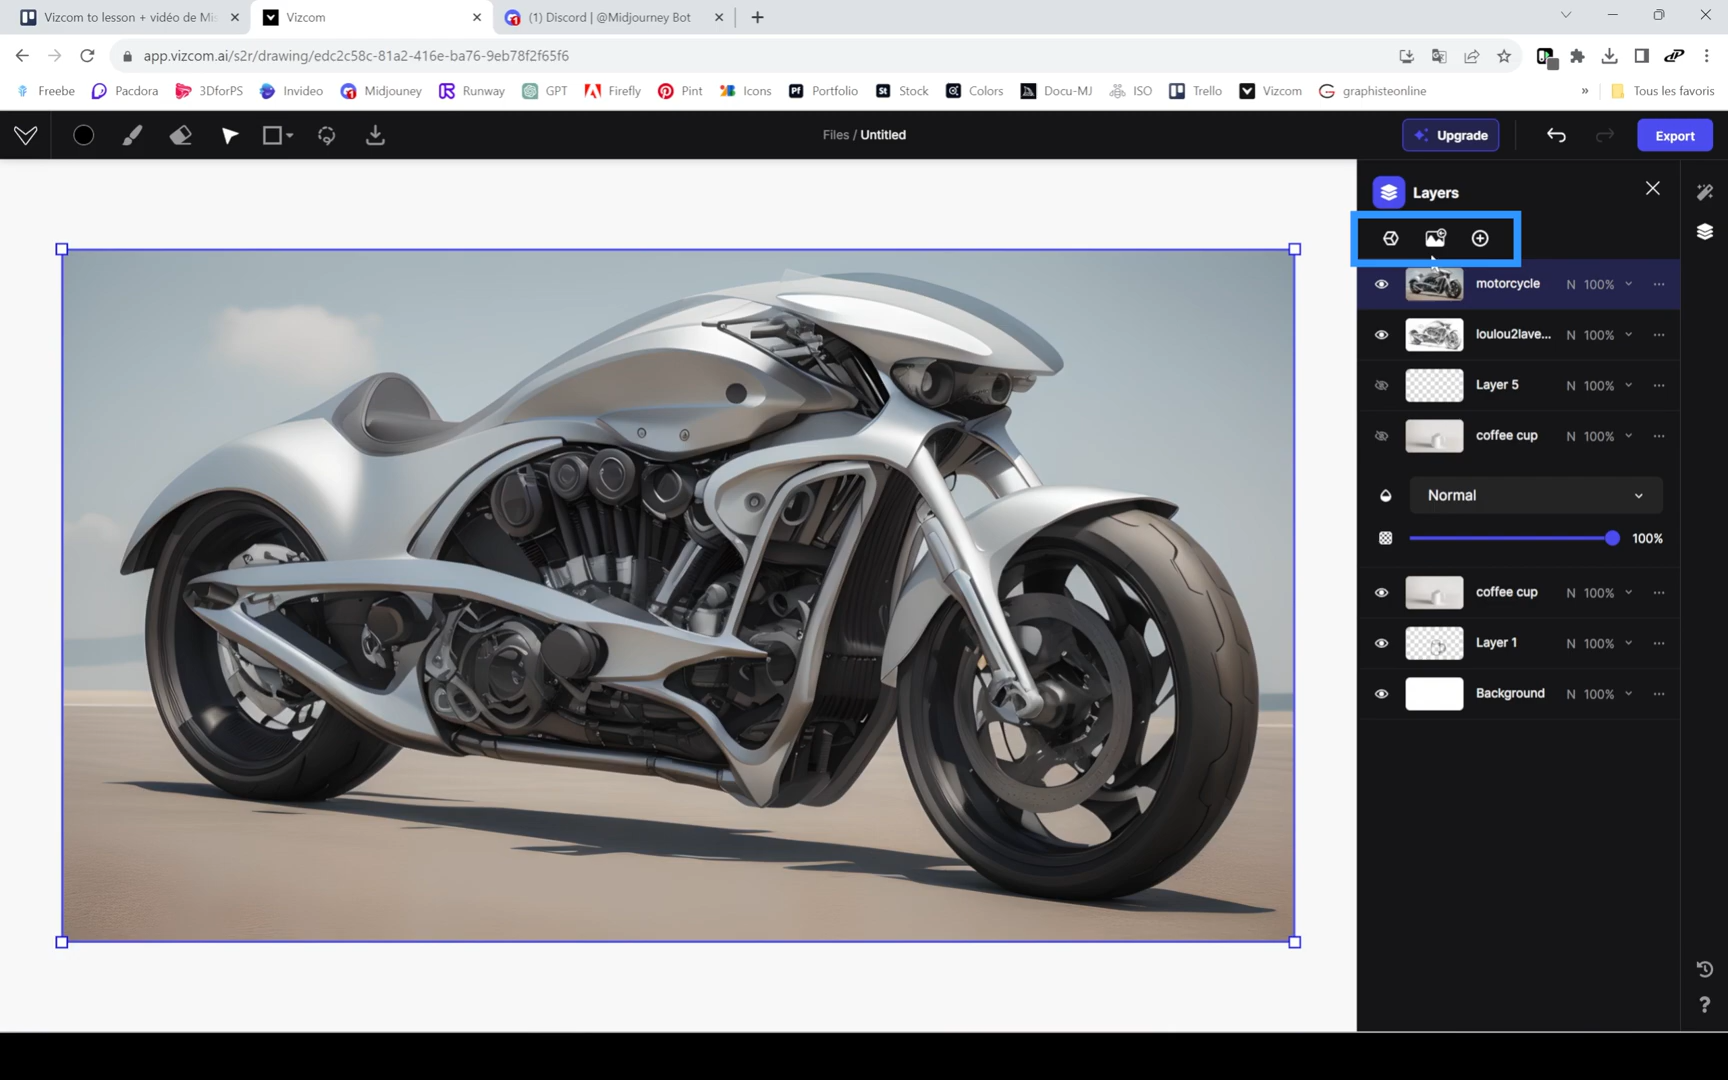 Vizcom to lesson + vidéo de Mi
Vizcom
(1) Discord | @Midjourney Bot
app.vizcom.ai/s2r/drawing/edc2c58c-81a2-416e-ba76-9eb78f2f65f6
Freebe
Pacdora
3DforPS
Invideo
Midjouney
Runway
GPT
Firefly
Pint
Icons
Portfolio
Stock
Colors
Docu-MJ
ISO
Trello
Vizcom
graphisteonline
»
Tous les favoris
Files / Untitled
Upgrade
Export
Layers
motorcycle N 100%
loulou2lave... N 100%
Layer 5 N 100%
coffee cup N 100%
Normal
100%
coffee cup N 100%
Layer 1 N 100%
Background N 100%